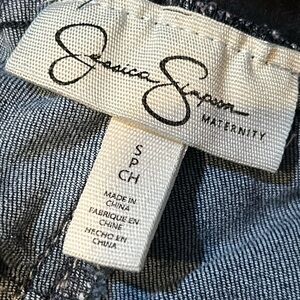 Jessica Simpson
MATERNITY
S
P
CH
MADE IN
CHINA
FABRIQUE EN
CHINE
HECHO EN
CHINA